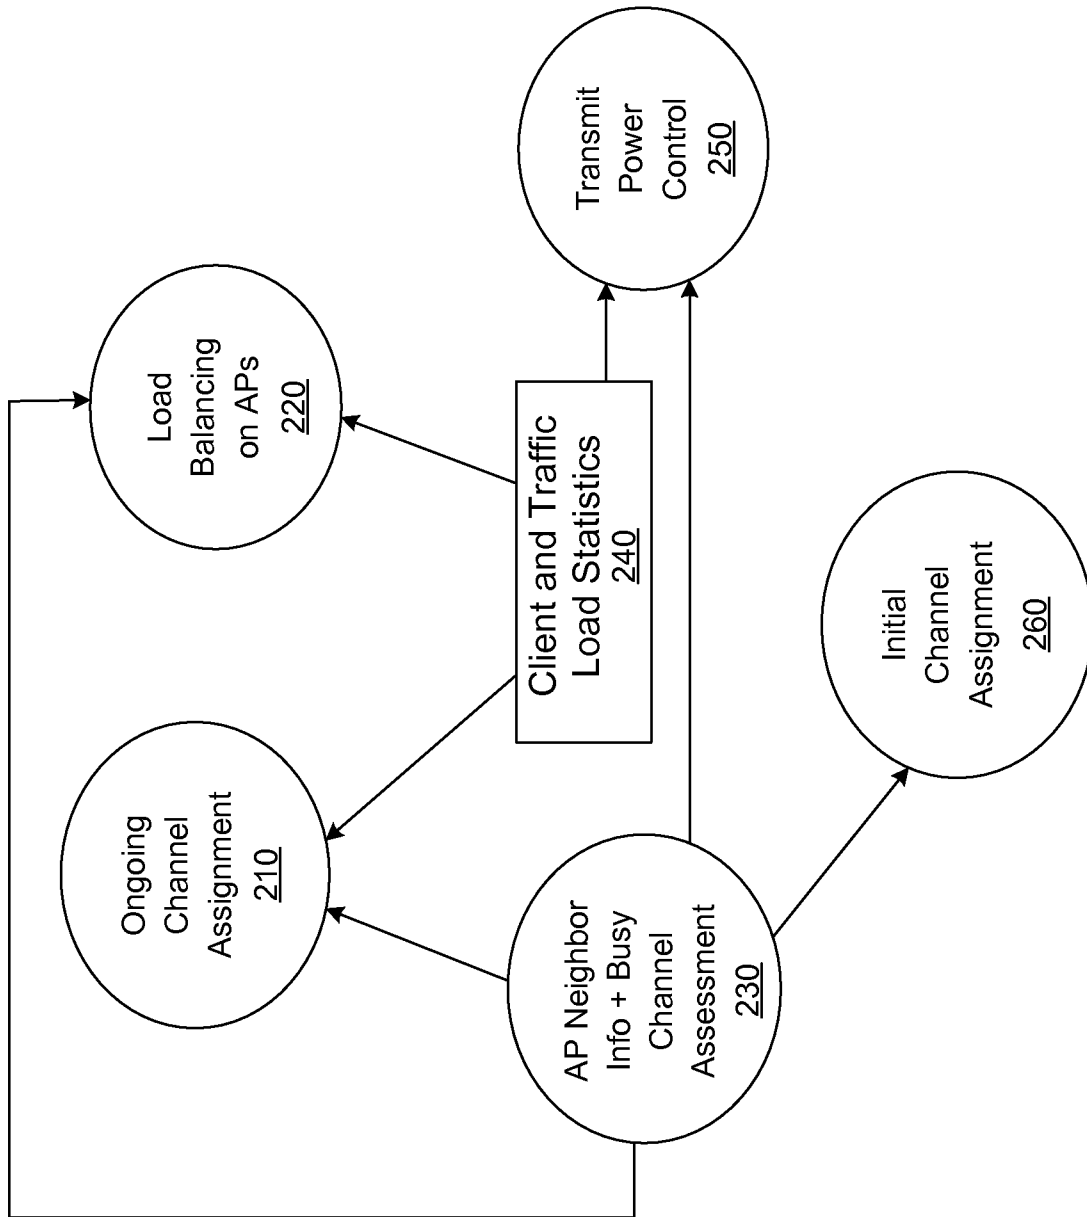 Ongoing
Channel
Assignment
210
Load
Balancing
on APs
220
AP Neighbor
Info + Busy
Channel
Assessment
230
Client and Traffic
Load Statistics
240
Transmit
Power
Control
250
Initial
Channel
Assignment
260